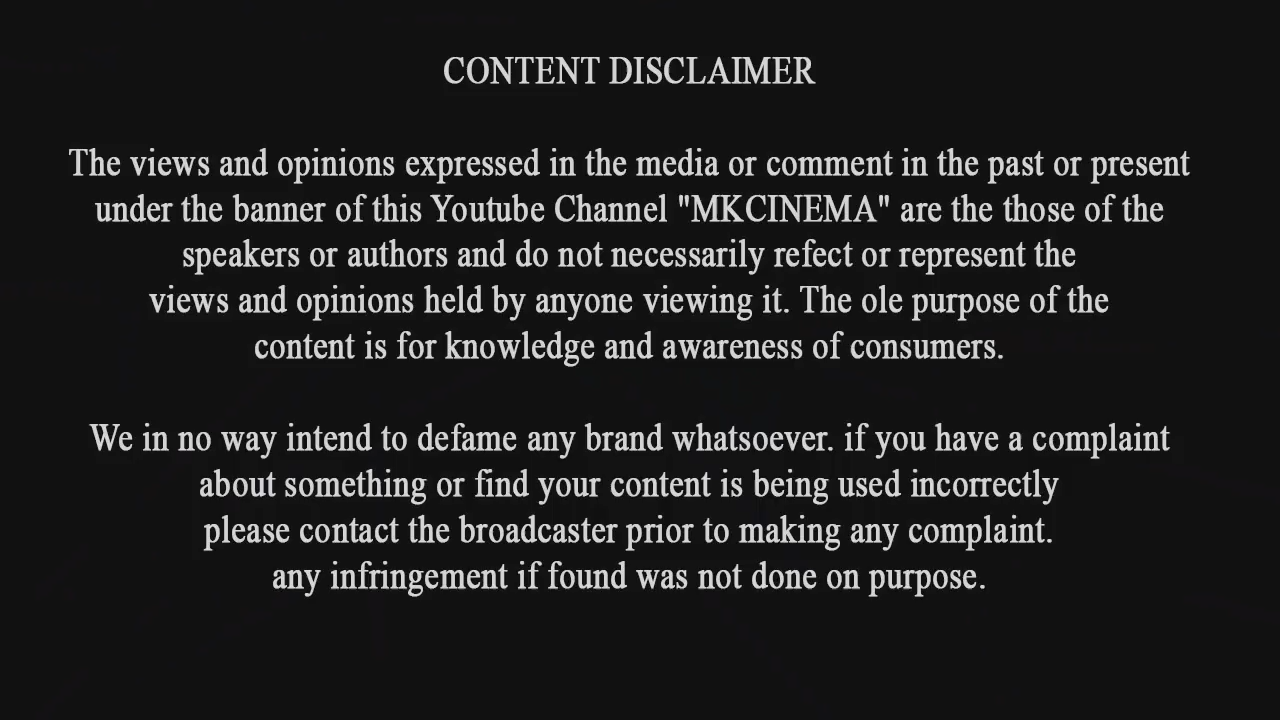 CONTENT DISCLAIMER
The views and opinions expressed in the media or comment in the past or present
under the banner of this Youtube Channel "MKCINEMA" are the those of the
speakers or authors and do not necessarily refect or represent the
views and opinions held by anyone viewing it. The ole purpose of the
content is for knowledge and awareness of consumers.
We in no way intend to defame any brand whatsoever. if you have a complaint
about something or find your content is being used incorrectly
please contact the broadcaster prior to making any complaint.
any infringement if found was not done on purpose.